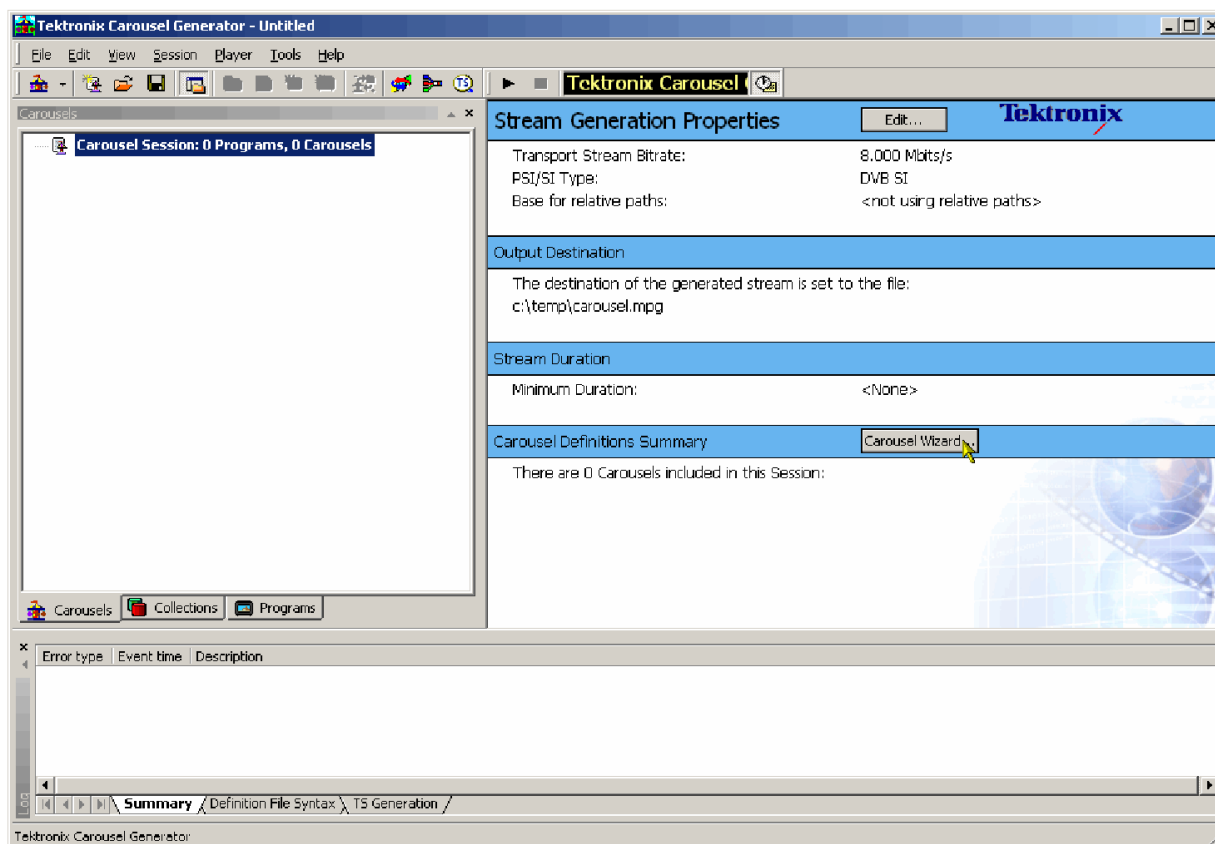 Tektronix Carousel Generator - Untitled
File Edit View Session Player Tools Help
TS
Tektronix Carousel
Carousels
Carousel Session: 0 Programs, 0 Carousels
Carousels Collections Programs
Stream Generation Properties Edit... Tektronix
Transport Stream Bitrate: 8.000 Mbits/s
PSI/SI Type: DVB SI
Base for relative paths: <not using relative paths>
Output Destination
The destination of the generated stream is set to the file:
c:\temp\carousel.mpg
Stream Duration
Minimum Duration: <None>
Carousel Definitions Summary Carousel Wizard...
There are 0 Carousels included in this Session:
Error type Event time Description
Log
Summary Definition File Syntax TS Generation
Tektronix Carousel Generator